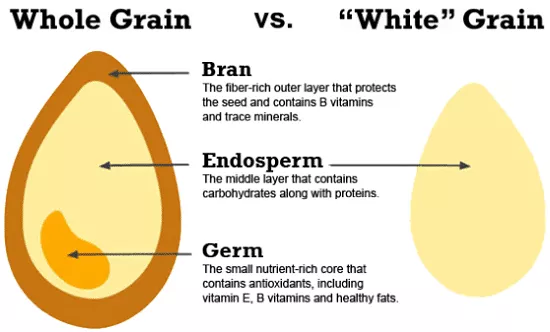 Whole Grain vs. “White” Grain
Bran
The fiber-rich outer layer that protects
the seed and contains B vitamins
and trace minerals.
Endosperm
The middle layer that contains
carbohydrates along with proteins.
Germ
The small nutrient-rich core that
contains antioxidants, including
vitamin E, B vitamins and healthy fats.